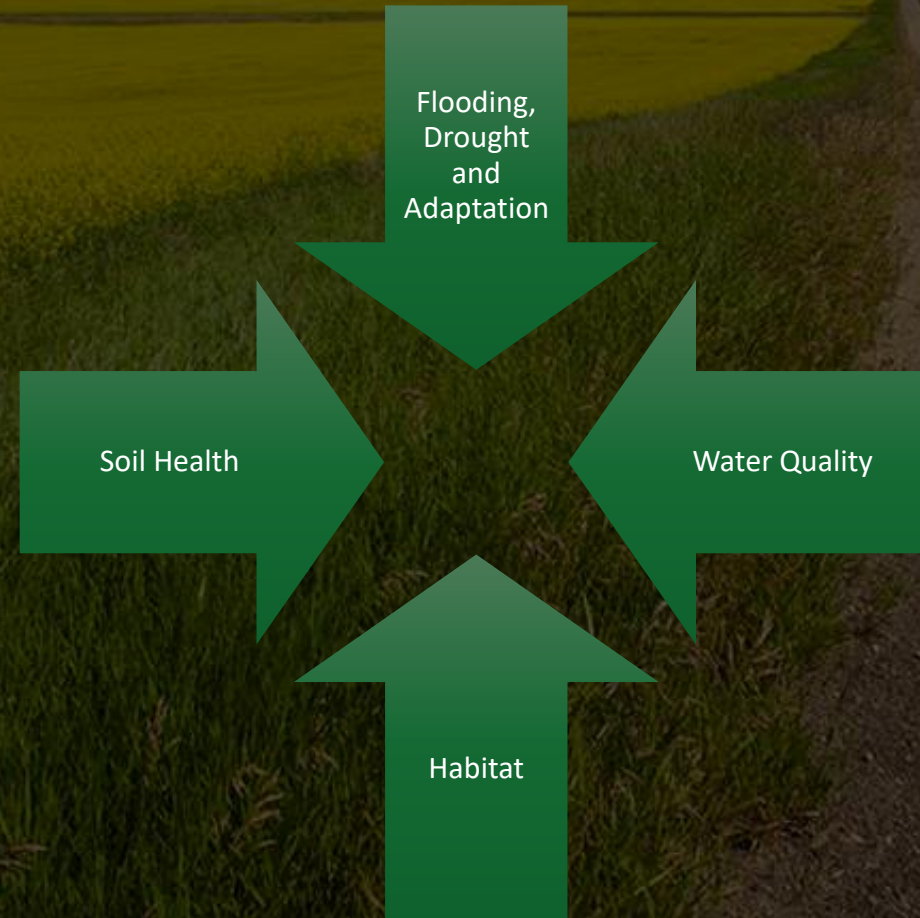 Flooding,
Drought
and
Adaptation
Soil Health
Water Quality
Habitat